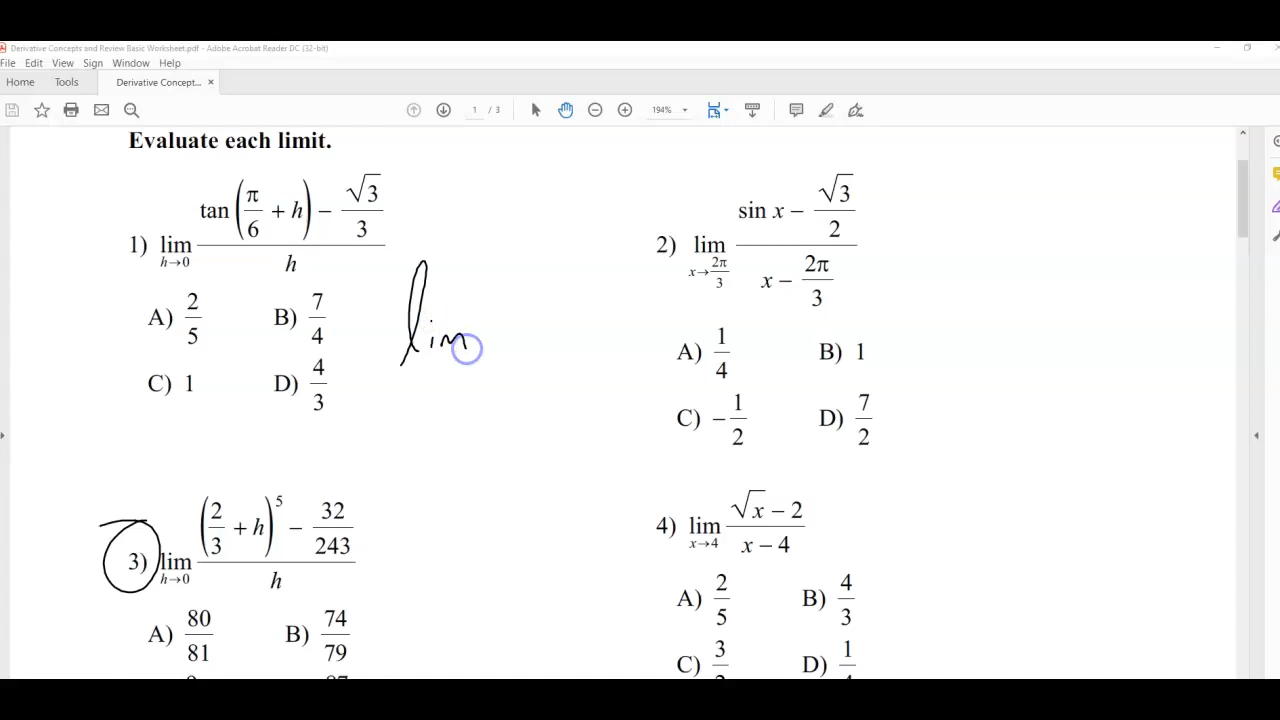 Derivative Concepts and Review Basic Worksheet.pdf - Adobe Acrobat Reader DC (32-bit)
File Edit View Sign Window Help
Home Tools Derivative Concept... ×
1 / 3 194%
Evaluate each limit.
1) lim h→0 (tan(π/6 + h) − √3/3)/h
A) 2/5 B) 7/4
C) 1 D) 4/3
lim
2) lim x→2π/3 (sin x − √3/2)/(x − 2π/3)
A) 1/4 B) 1
C) −1/2 D) 7/2
3) lim h→0 ((2/3 + h)^5 − 32/243)/h
A) 80/81 B) 74/79
4) lim x→4 (√x − 2)/(x − 4)
A) 2/5 B) 4/3
C) 3/ D) 1/